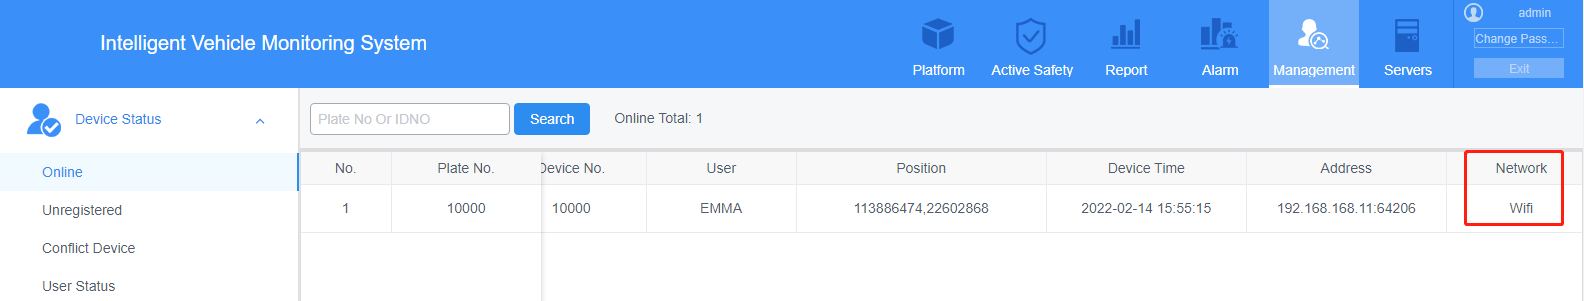 Intelligent Vehicle Monitoring System
Platform
Active Safety
Report
Alarm
Management
Servers
admin
Change Pass...
Exit
Device Status
Online
Unregistered
Conflict Device
User Status
Plate No Or IDNO
Search
Online Total: 1
No. Plate No. Device No. User Position Device Time Address Network
1 10000 10000 EMMA 113886474,22602868 2022-02-14 15:55:15 192.168.168.11:64206 Wifi